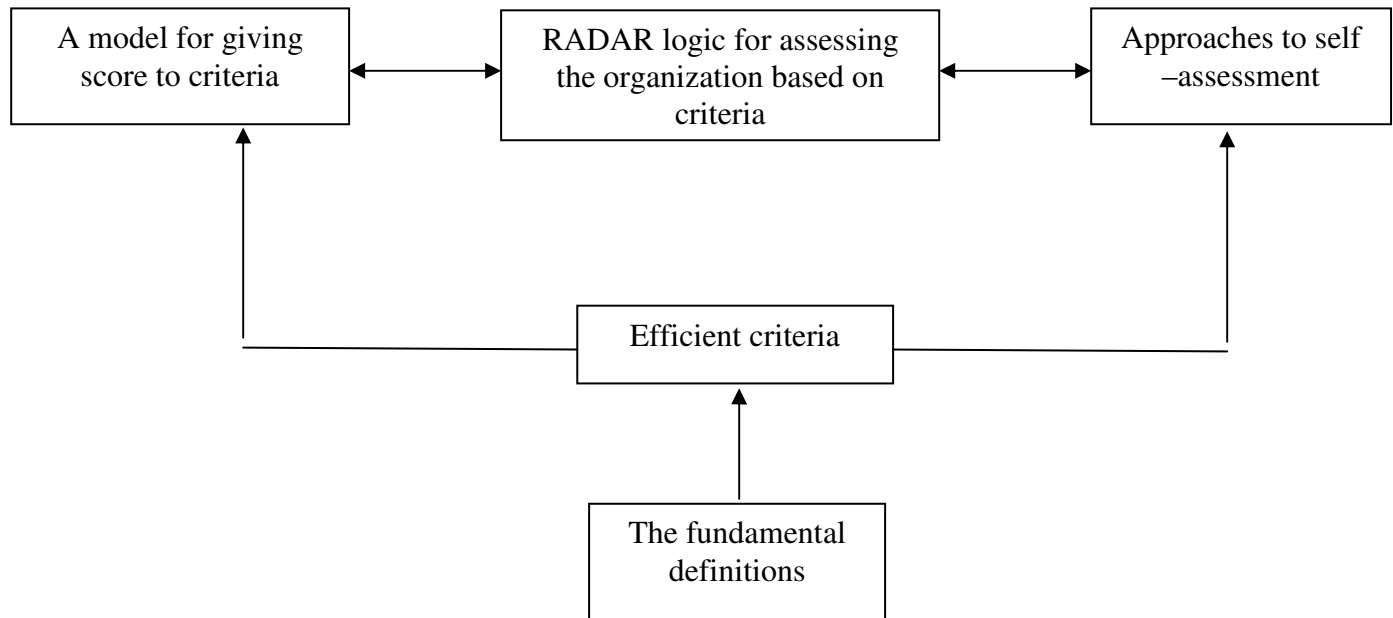 A model for giving
score to criteria
RADAR logic for assessing
the organization based on
criteria
Approaches to self
–assessment
Efficient criteria
The fundamental
definitions